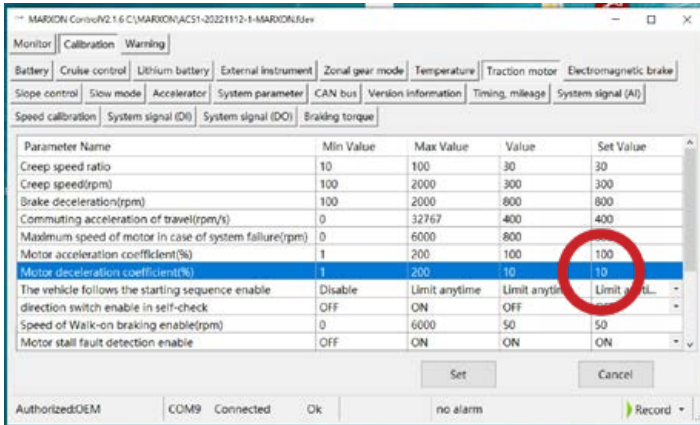 MARXON ControlV2.1.6 C:\MARXON\ACS1-20221112-1-MARXON.fdev
Monitor Calibration Warning
Battery Cruise control Lithium battery External instrument Zonal gear mode Temperature Traction motor Electromagnetic brake
Slope control Slow mode Accelerator System parameter CAN bus Version information Timing, mileage System signal (AI)
Speed calibration System signal (DI) System signal (DO) Braking torque
Parameter Name Min Value Max Value Value Set Value
Creep speed ratio 10 100 30 30
Creep speed(rpm) 100 2000 300 300
Brake deceleration(rpm) 100 2000 800 800
Commuting acceleration of travel(rpm/s) 0 32767 400 400
Maximum speed of motor in case of system failure(rpm) 0 6000 800
Motor acceleration coefficient(%) 1 200 100 100
Motor deceleration coefficient(%) 1 200 10 10
The vehicle follows the starting sequence enable Disable Limit anytime Limit anytime
direction switch enable in self-check OFF ON OFF
Speed of Walk-on braking enable(rpm) 0 6000 50 50
Motor stall fault detection enable OFF ON ON ON
Set Cancel
Authorized:OEM COM9 Connected Ok no alarm Record